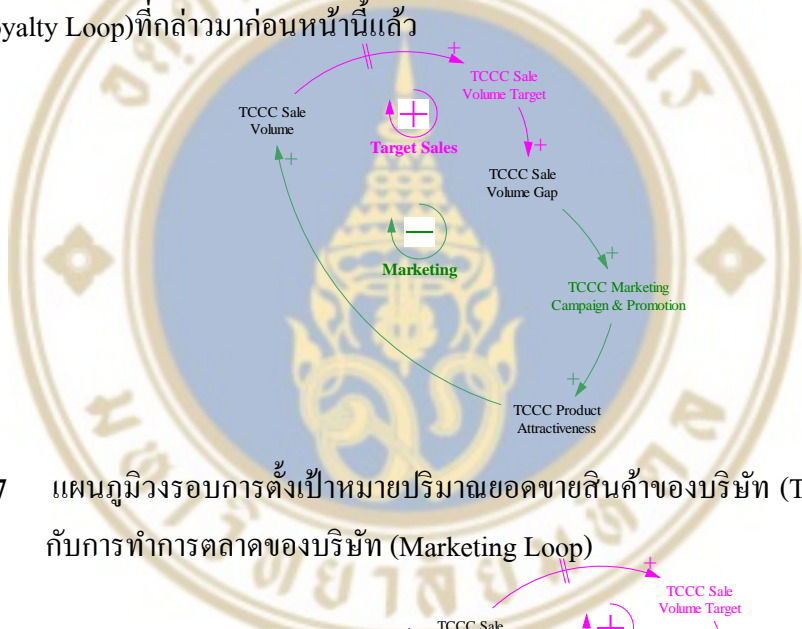 oyalty Loop)ที่กล่าวมาก่อนหน้านี้แล้ว
TCCC Sale
Volume Target
TCCC Sale
Volume
Target Sales
TCCC Sale
Volume Gap
Marketing
TCCC Marketing
Campaign & Promotion
TCCC Product
Attractiveness
7 แผนภูมิวงรอบการตั้งเป้าหมายปริมาณยอดขายสินค้าของบริษัท (T
กับการทำการตลาดของบริษัท (Marketing Loop)
TCCC Sale
Volume Target
TCCC Sale